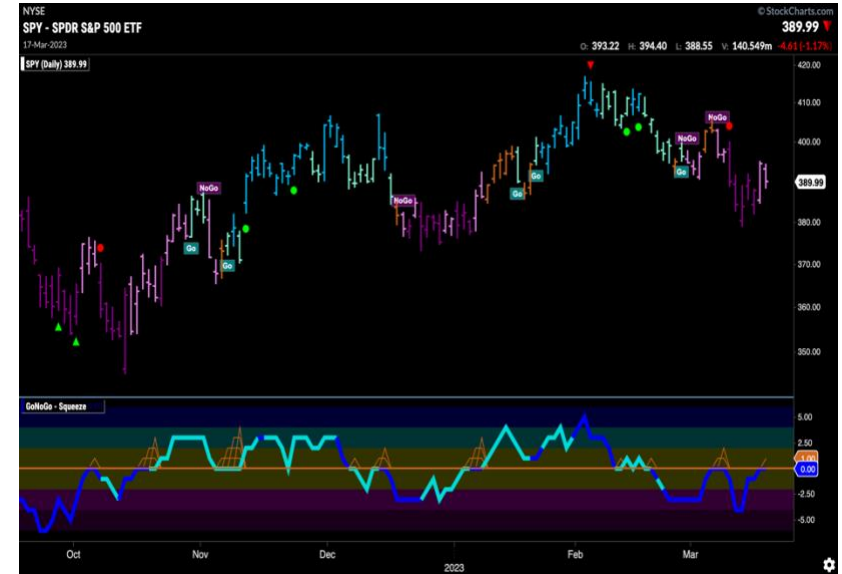 NYSE
© StockCharts.com
SPY - SPDR S&P 500 ETF
389.99
17-Mar-2023
O: 393.22 H: 394.40 L: 388.55 V: 140.549m -4.61 (-1.17%)
SPY (Daily) 389.99
420.00
410.00
NoGo
400.00
NoGo
NoGo
Go
389.99
Go
NoGo
Go
380.00
Go
Go
370.00
360.00
350.00
GoNoGo - Squeeze
5.00
2.50
1.00
0.00
-2.50
-5.00
Oct Nov Dec Feb Mar
2023